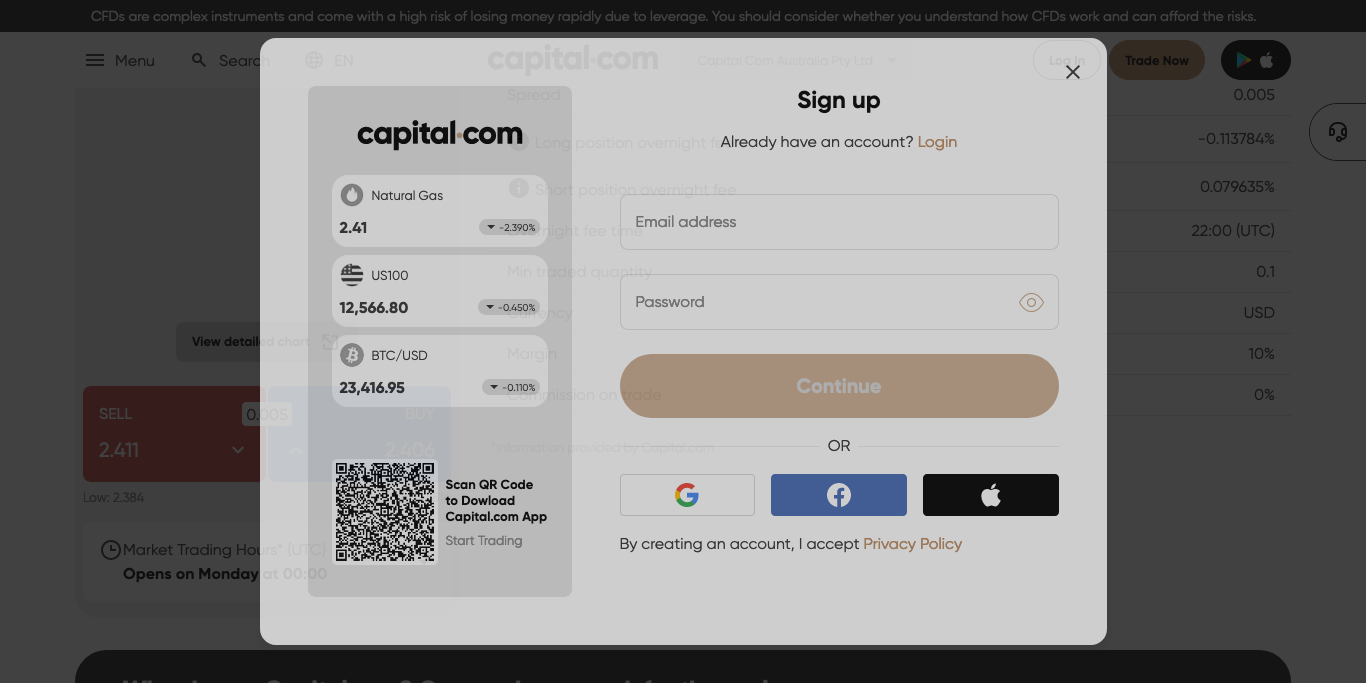 CFDs are complex instruments and come with a high risk of losing money rapidly due to leverage. You should consider whether you understand how CFDs work and can afford the risks.
Menu
Search
EN
capital.com
Capital Com Australia Pty Ltd
Log In
Trade Now
Spread
0.005
Long position overnight fe
-0.113784%
Short position overnight fee
0.079635%
Overnight fee time
22:00 (UTC)
Min traded quantity
0.1
Currency
USD
Margin
10%
Commission on trade
0%
*Information provided by Capital.com
View detailed chart
SELL
2.411
0.005
BUY
2.406
Low: 2.384
Market Trading Hours* (UTC)
Opens on Monday at 00:00
capital.com
Natural Gas
2.41
-2.390%
US100
12,566.80
-0.450%
BTC/USD
23,416.95
-0.110%
Scan QR Code
to Dowload
Capital.com App
Start Trading
Sign up
Already have an account? Login
Email address
Password
Continue
OR
By creating an account, I accept Privacy Policy